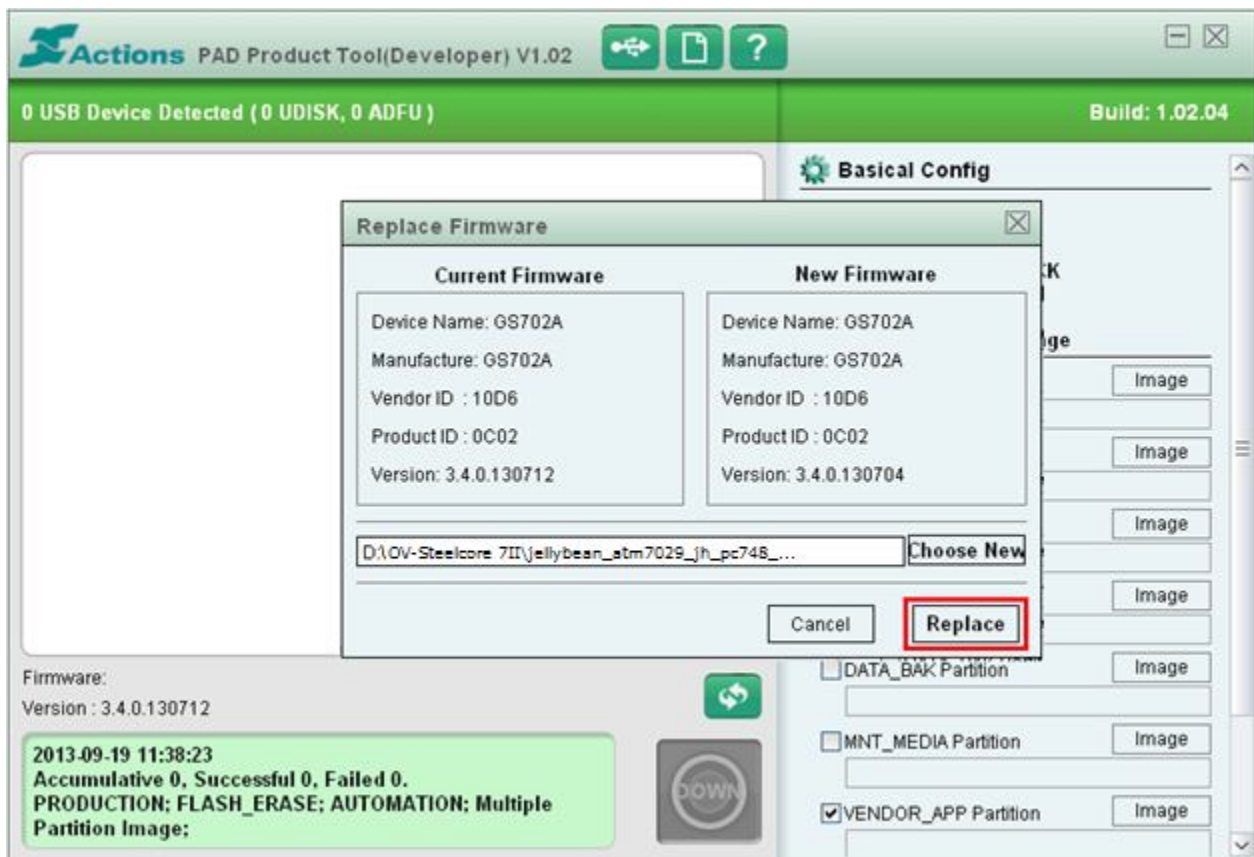 Actions PAD Product Tool(Developer) V1.02
?
0 USB Device Detected ( 0 UDISK, 0 ADFU )
Build: 1.02.04
Basical Config
Replace Firmware
Current Firmware
New Firmware
Device Name: GS702A
Manufacture: GS702A
Vendor ID : 10D6
Product ID : 0C02
Version: 3.4.0.130712
Device Name: GS702A
Manufacture: GS702A
Vendor ID : 10D6
Product ID : 0C02
Version: 3.4.0.130704
D:\OV-Steelcore 7II\jellybean_atm7029_jh_pc748_...
Choose New
Cancel
Replace
Image
Image
Image
Image
DATA_BAK Partition
Image
MNT_MEDIA Partition
Image
VENDOR_APP Partition
Image
Firmware:
Version : 3.4.0.130712
2013-09-19 11:38:23
Accumulative 0, Successful 0, Failed 0.
PRODUCTION; FLASH_ERASE; AUTOMATION; Multiple
Partition Image;
DOWN